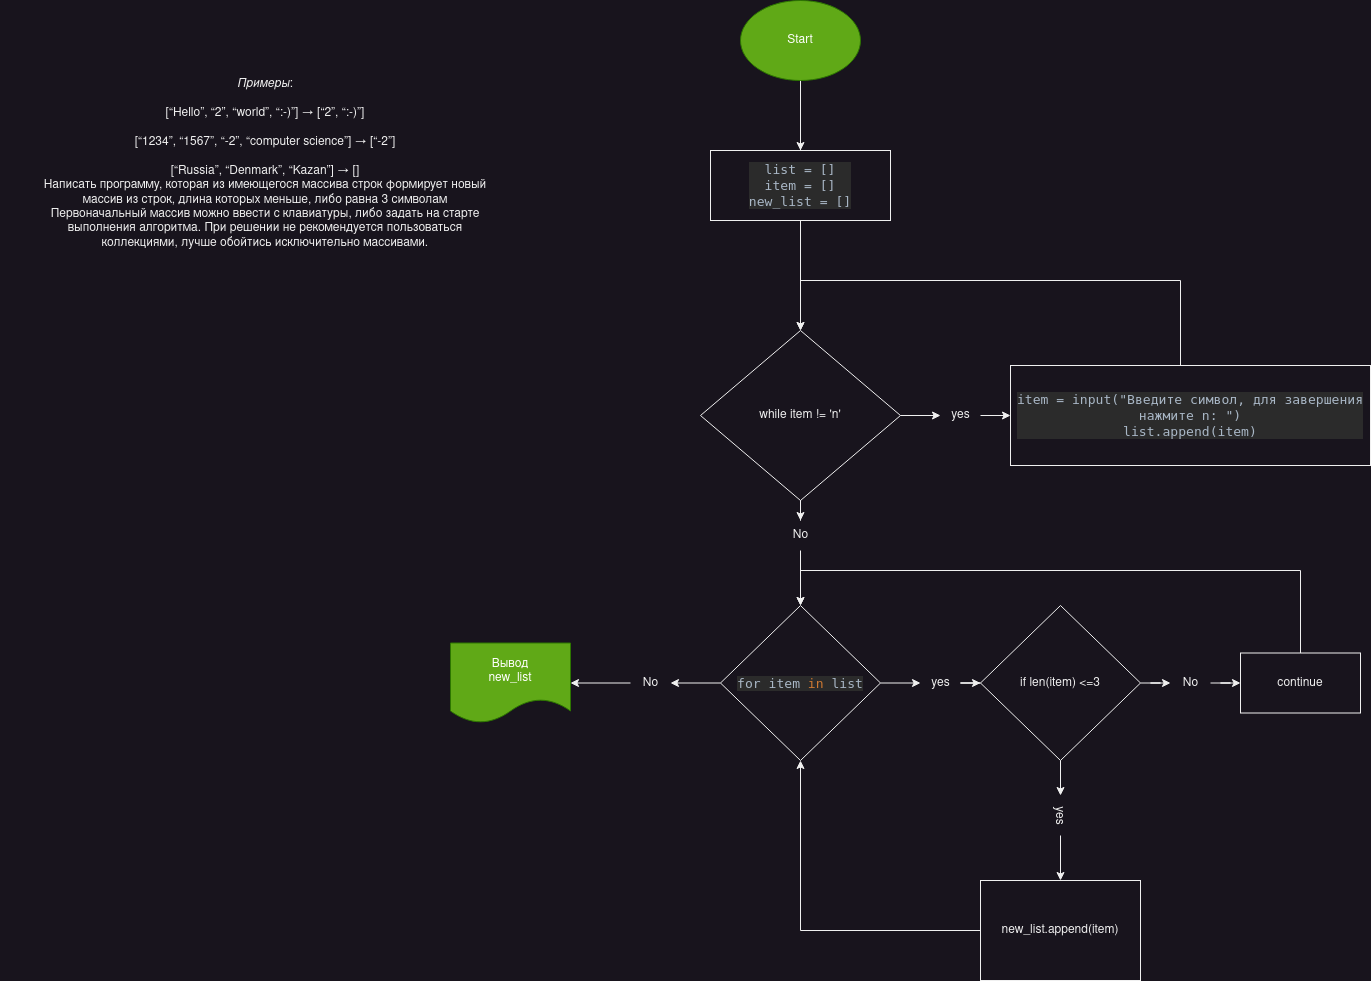 Start
Примеры:
[“Hello”, “2”, “world”, “:-)”] → [“2”, “:-)”]
[“1234”, “1567”, “-2”, “computer science”] → [“-2”]
[“Russia”, “Denmark”, “Kazan”] → []
Написать программу, которая из имеющегося массива строк формирует новый
массив из строк, длина которых меньше, либо равна 3 символам
Первоначальный массив можно ввести с клавиатуры, либо задать на старте
выполнения алгоритма. При решении не рекомендуется пользоваться
коллекциями, лучше обойтись исключительно массивами.
list = []
item = []
new_list = []
while item != 'n'
yes
item = input("Введите символ, для завершения
нажмите n: ")
list.append(item)
No
Вывод
new_list
No
for item in list
yes
if len(item) <=3
No
continue
yes
new_list.append(item)